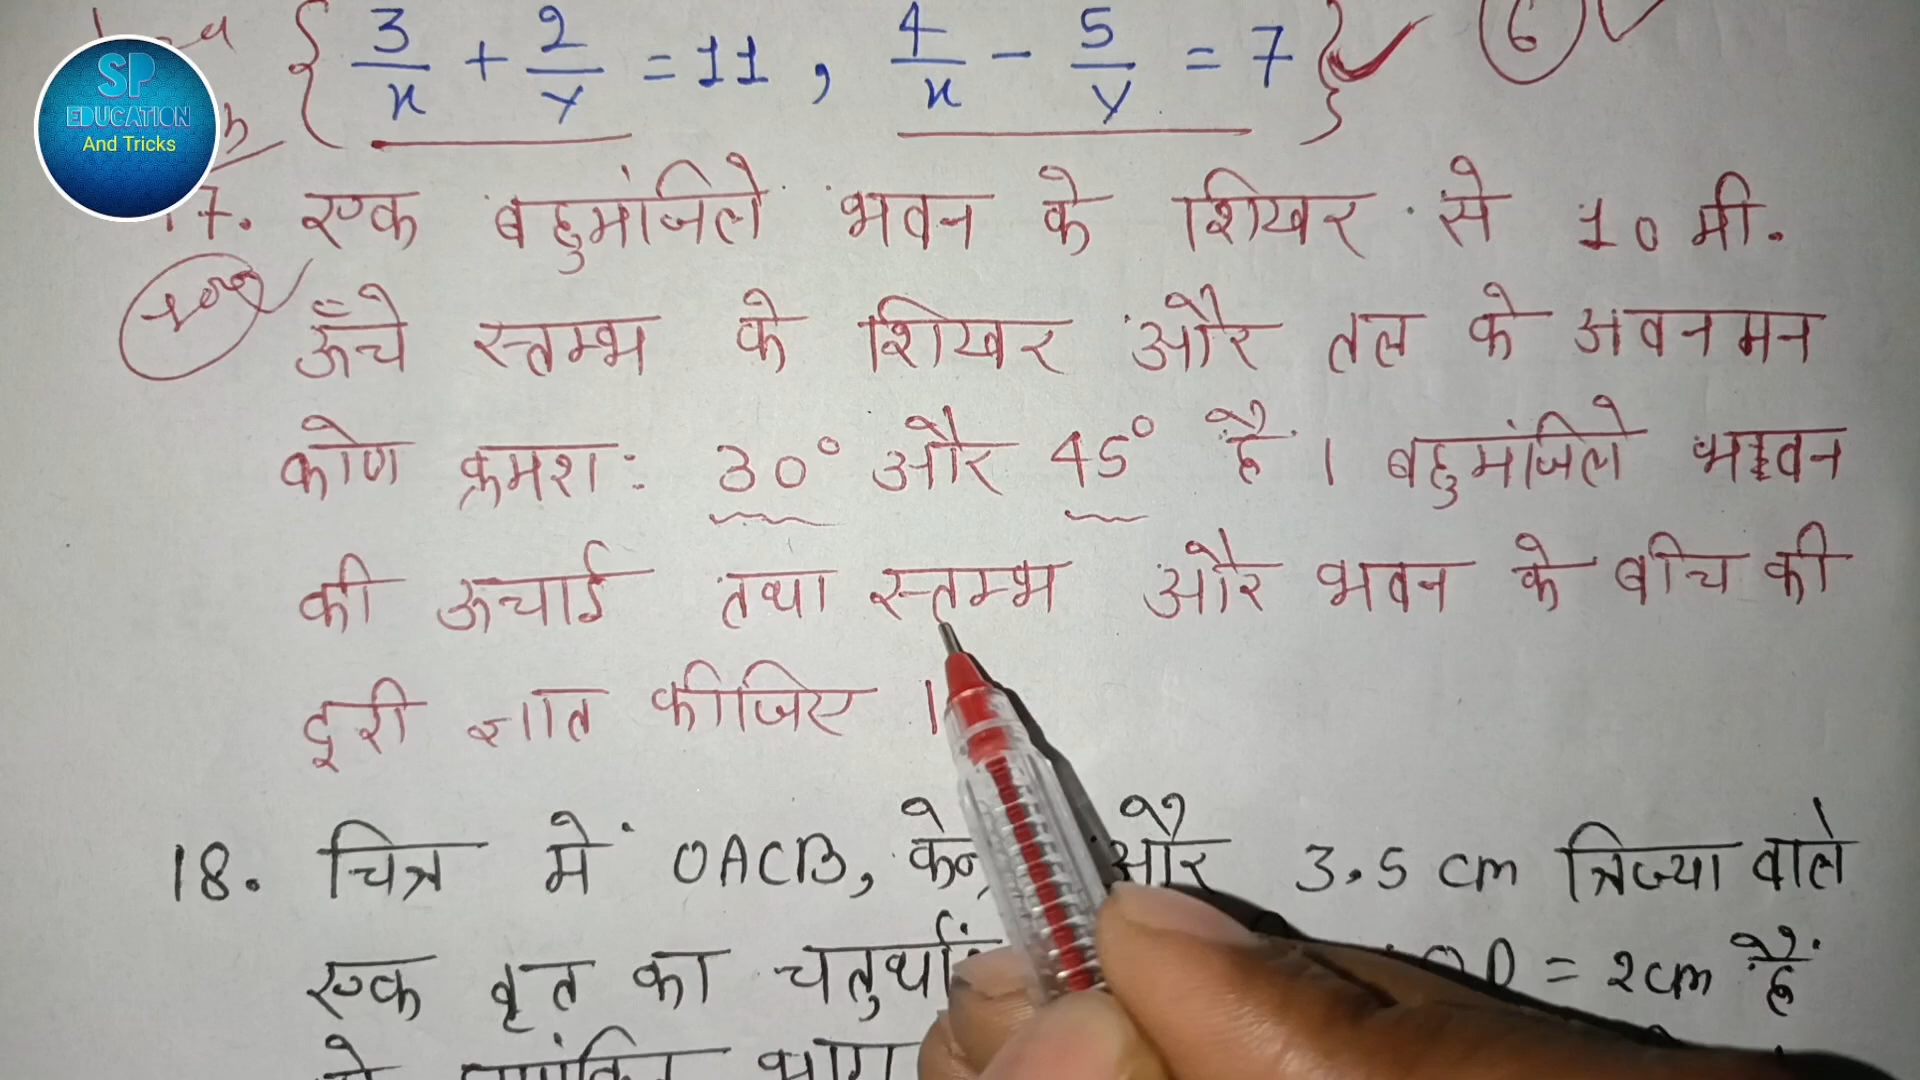 { 3/x + 2/y = 11 , 4/x - 5/y = 7 } 6
SP
EDUCATION
And Tricks
17. एक बहुमंजिले भवन के शिखर से 10 मी.
ऊँचे स्तम्भ के शिखर और तल के अवनमन
कोण क्रमशः 30° और 45° है । बहुमंजिले भवन
की ऊचाई तथा स्तम्भ और भवन के बीच की
दूरी ज्ञात कीजिए ।
18. चित्र में OACB, केन्द्र और 3.5 cm त्रिज्या वाले
एक वृत का = 2cm है